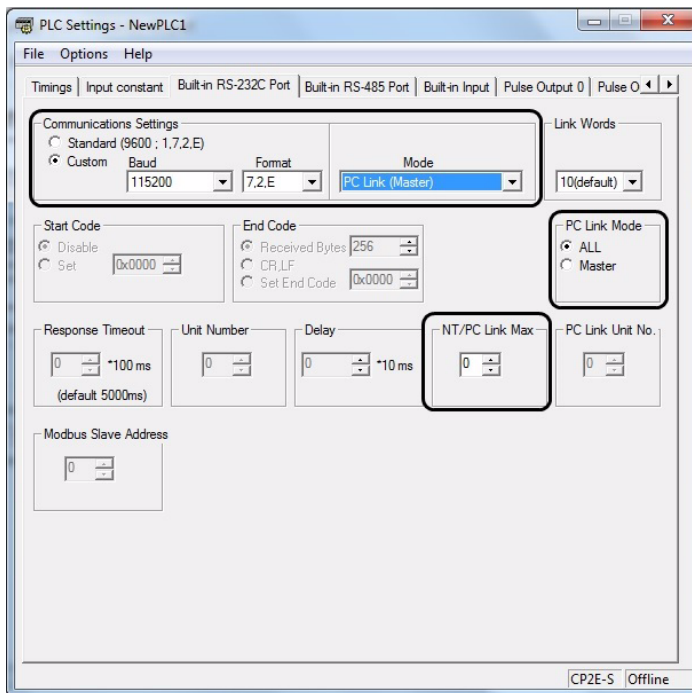 PLC Settings - NewPLC1
File Options Help
Timings Input constant Built-in RS-232C Port Built-in RS-485 Port Built-in Input Pulse Output 0 Pulse O
Communications Settings
Standard (9600 ; 1,7,2,E)
Custom Baud Format Mode
115200 7,2,E PC Link (Master)
Link Words
10(default)
Start Code
Disable
Set 0x0000
End Code
Received Bytes 256
CR,LF
Set End Code 0x0000
PC Link Mode
ALL
Master
Response Timeout
0 *100 ms
(default 5000ms)
Unit Number
0
Delay
0 *10 ms
NT/PC Link Max
0
PC Link Unit No.
0
Modbus Slave Address
0
CP2E-S Offline